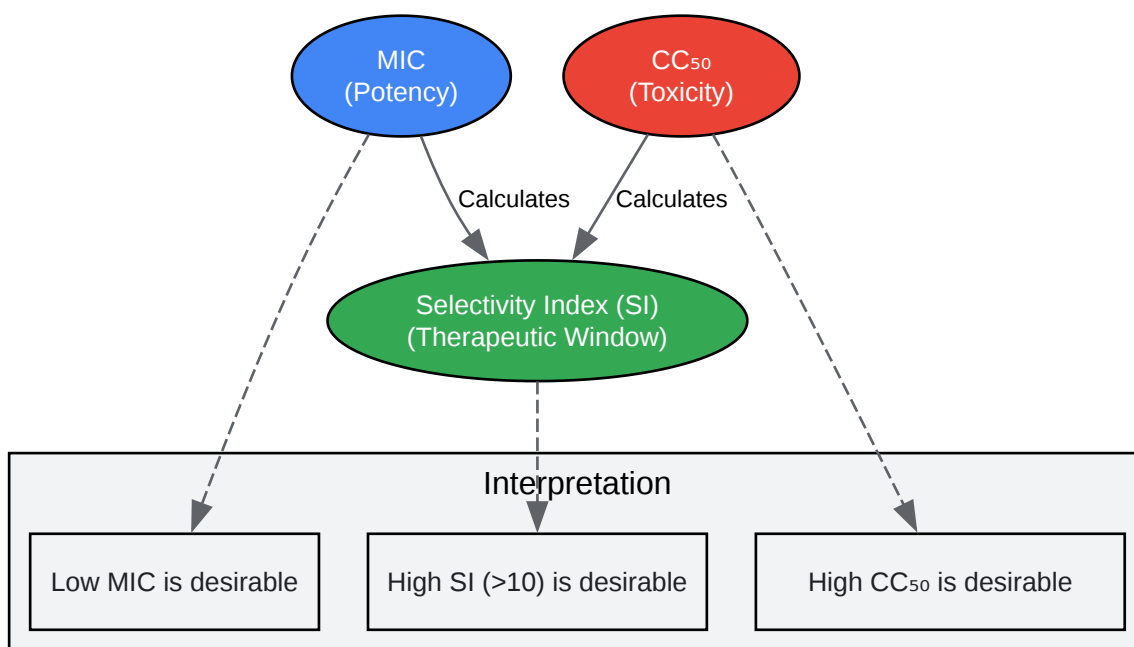 MIC
(Potency)
CC₅₀
(Toxicity)
Calculates
Calculates
Selectivity Index (SI)
(Therapeutic Window)
Interpretation
Low MIC is desirable
High SI (>10) is desirable
High CC₅₀ is desirable